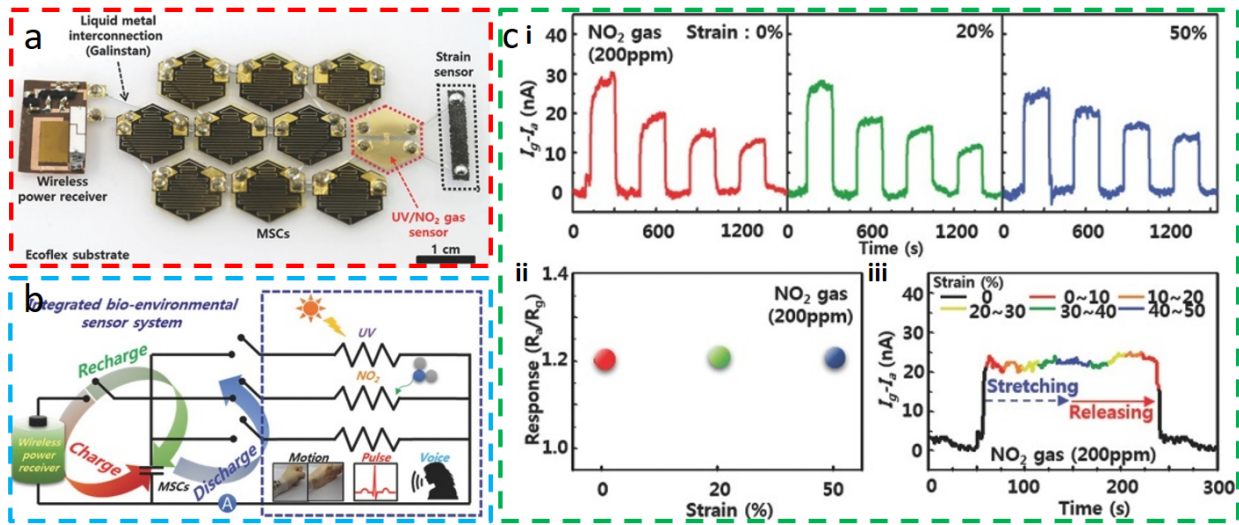 a
Liquid metal
interconnection
(Galinstan)
Strain
sensor
Wireless
power receiver
MSCs
UV/NO₂ gas
sensor
Ecoflex substrate
1 cm
b
Integrated bio-environmental
sensor system
UV
NO₂
Recharge
Charge
Discharge
Wireless
power
receiver
MSCs
A
Motion
Pulse
Voice
c i
NO₂ gas
(200ppm)
Strain : 0%
20%
50%
Ig-Ia (nA)
40
30
20
10
0
0 600 1200 0 600 1200 0 600 1200
Time (s)
ii
NO₂ gas
(200ppm)
Response (Ra/Rg)
1.4
1.2
1.0
0 20 50
Strain (%)
iii
Strain (%)
0 0~10 10~20
20~30 30~40 40~50
Ig-Ia (nA)
40
30
20
10
0
Stretching
Releasing
NO₂ gas (200ppm)
0 100 200 300
Time (s)